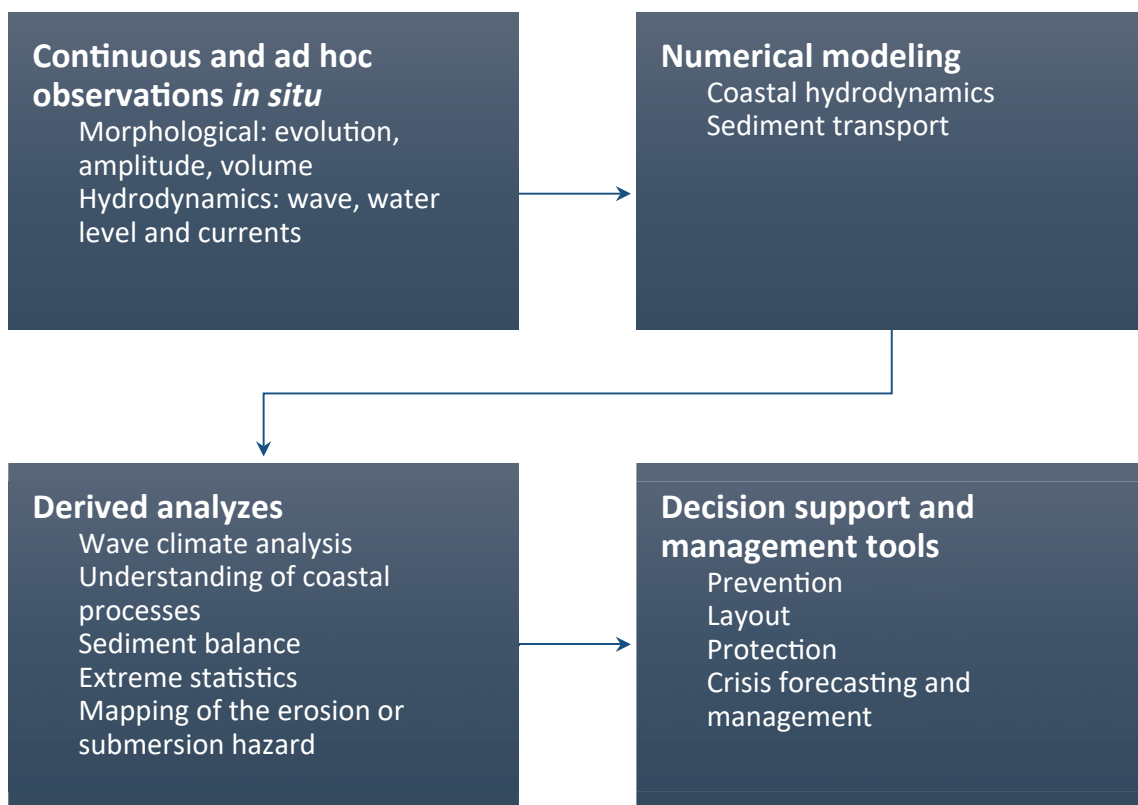 Continuous and ad hoc
observations in situ
Morphological: evolution,
amplitude, volume
Hydrodynamics: wave, water
level and currents
Numerical modeling
Coastal hydrodynamics
Sediment transport
Derived analyzes
Wave climate analysis
Understanding of coastal
processes
Sediment balance
Extreme statistics
Mapping of the erosion or
submersion hazard
Decision support and
management tools
Prevention
Layout
Protection
Crisis forecasting and
management